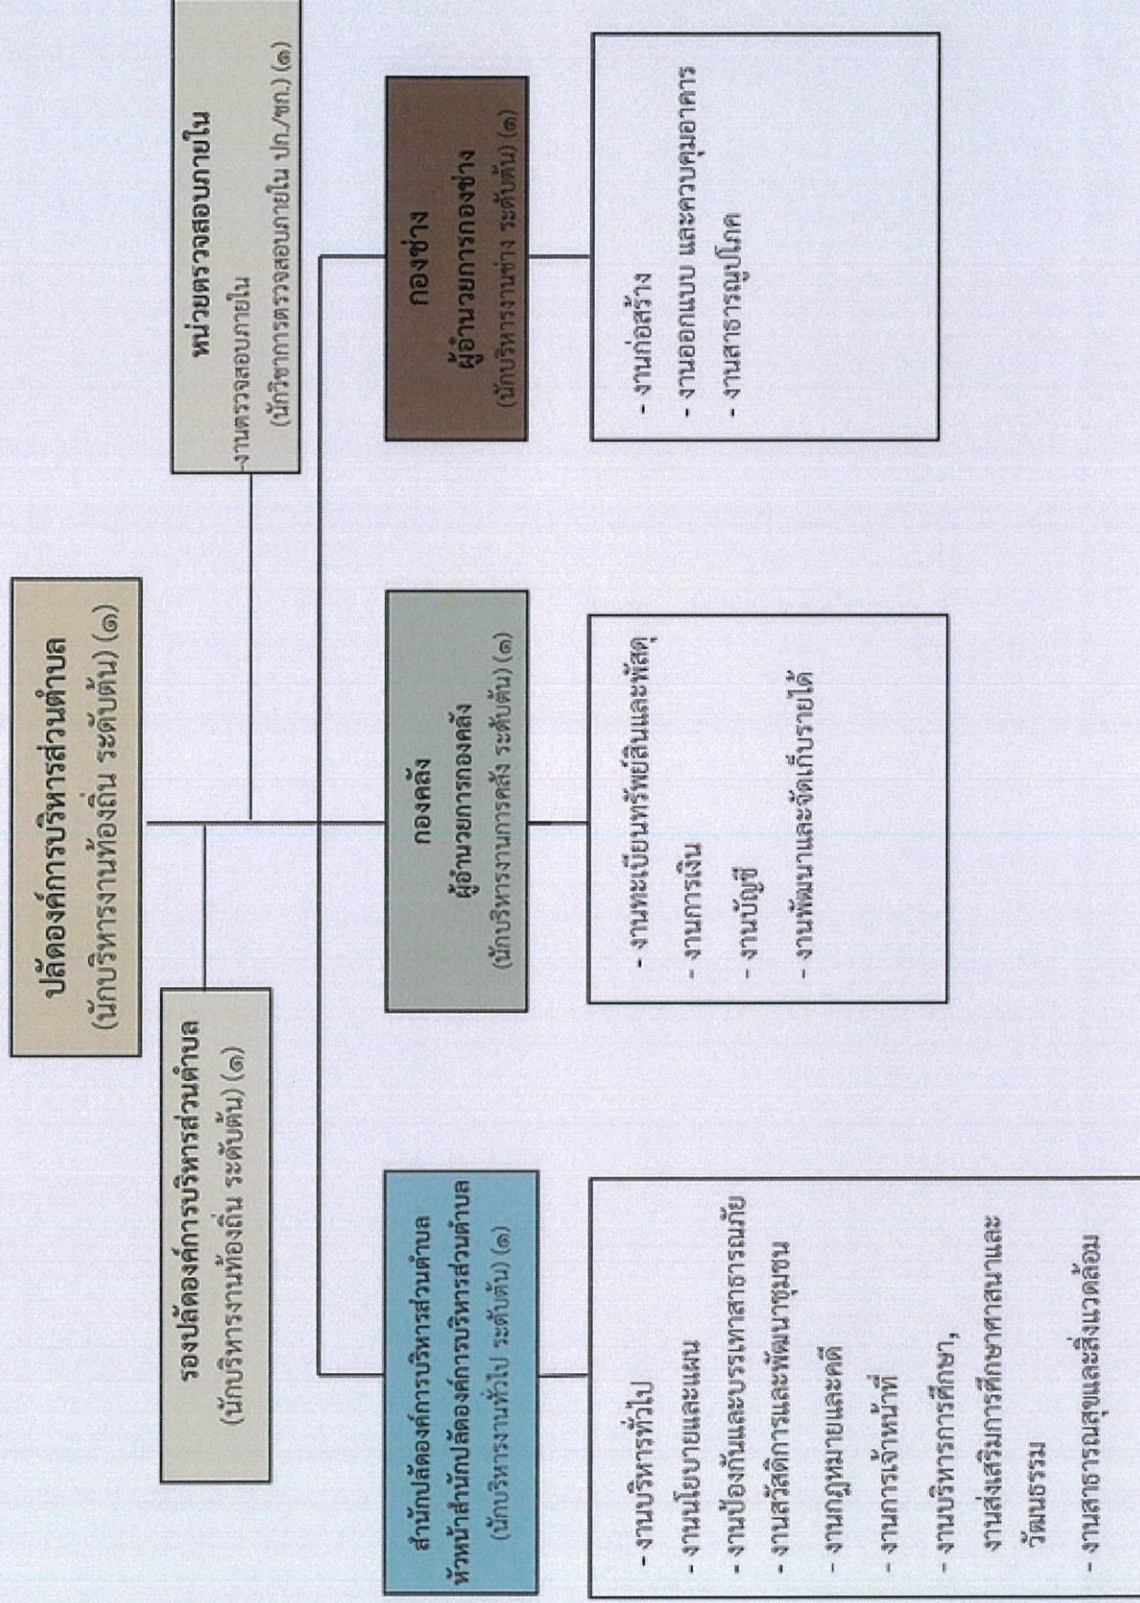 ปลัดองค์การบริหารส่วนตำบล
(นักบริหารงานท้องถิ่น ระดับต้น) (๑)
รองปลัดองค์การบริหารส่วนตำบล
(นักบริหารงานท้องถิ่น ระดับต้น) (๑)
หน่วยตรวจสอบภายใน
-งานตรวจสอบภายใน
(นักวิชาการตรวจสอบภายใน ปก./ชก.) (๑)
สำนักปลัดองค์การบริหารส่วนตำบล
หัวหน้าสำนักปลัดองค์การบริหารส่วนตำบล
(นักบริหารงานทั่วไป ระดับต้น) (๑)
- งานบริหารทั่วไป
- งานนโยบายและแผน
- งานป้องกันและบรรเทาสาธารณภัย
- งานสวัสดิการและพัฒนาชุมชน
- งานกฎหมายและคดี
- งานการเจ้าหน้าที่
- งานบริหารการศึกษา,
งานส่งเสริมการศึกษาศาสนาและ
วัฒนธรรม
- งานสาธารณสุขและสิ่งแวดล้อม
กองคลัง
ผู้อำนวยการกองคลัง
(นักบริหารงานการคลัง ระดับต้น) (๑)
- งานทะเบียนทรัพย์สินและพัสดุ
- งานการเงิน
- งานบัญชี
- งานพัฒนาและจัดเก็บรายได้
กองช่าง
ผู้อำนวยการกองช่าง
(นักบริหารงานช่าง ระดับต้น) (๑)
- งานก่อสร้าง
- งานออกแบบ และควบคุมอาคาร
- งานสาธารณูปโภค